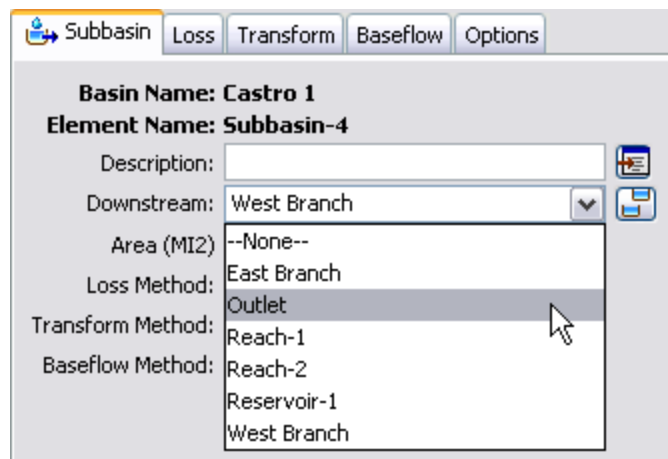 Subbasin Loss Transform Baseflow Options
Basin Name: Castro 1
Element Name: Subbasin-4
Description:
Downstream: West Branch
Area (MI2) --None--
Loss Method: East Branch
Outlet
Transform Method: Reach-1
Baseflow Method: Reach-2
Reservoir-1
West Branch